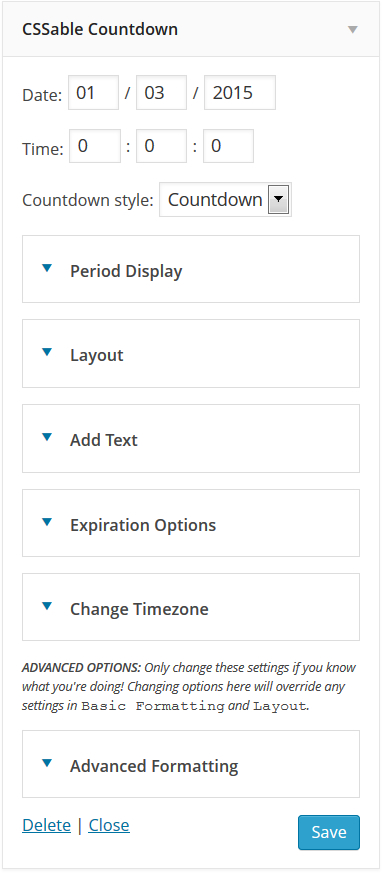 CSSable Countdown
Date: 01 / 03 / 2015
Time: 0 : 0 : 0
Countdown style: Countdown
Period Display
Layout
Add Text
Expiration Options
Change Timezone
ADVANCED OPTIONS: Only change these settings if you know
what you're doing! Changing options here will override any
settings in Basic Formatting and Layout.
Advanced Formatting
Delete | Close
Save